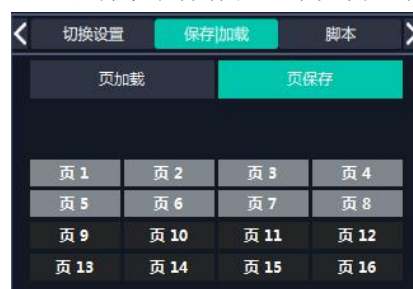 切换设置 保存|加载 脚本
页加载 页保存
页 1 页 2 页 3 页 4
页 5 页 6 页 7 页 8
页 9 页 10 页 11 页 12
页 13 页 14 页 15 页 16